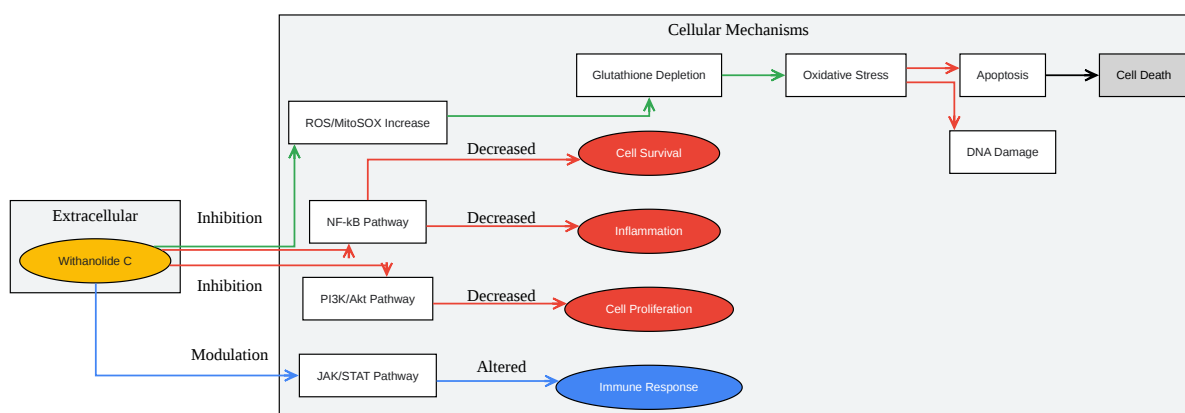 Cellular Mechanisms
Glutathione Depletion
Oxidative Stress
Apoptosis
Cell Death
ROS/MitoSOX Increase
Decreased
Cell Survival
DNA Damage
Extracellular
Inhibition
NF-kB Pathway
Decreased
Inflammation
Withanolide C
Inhibition
PI3K/Akt Pathway
Decreased
Cell Proliferation
Modulation
JAK/STAT Pathway
Altered
Immune Response